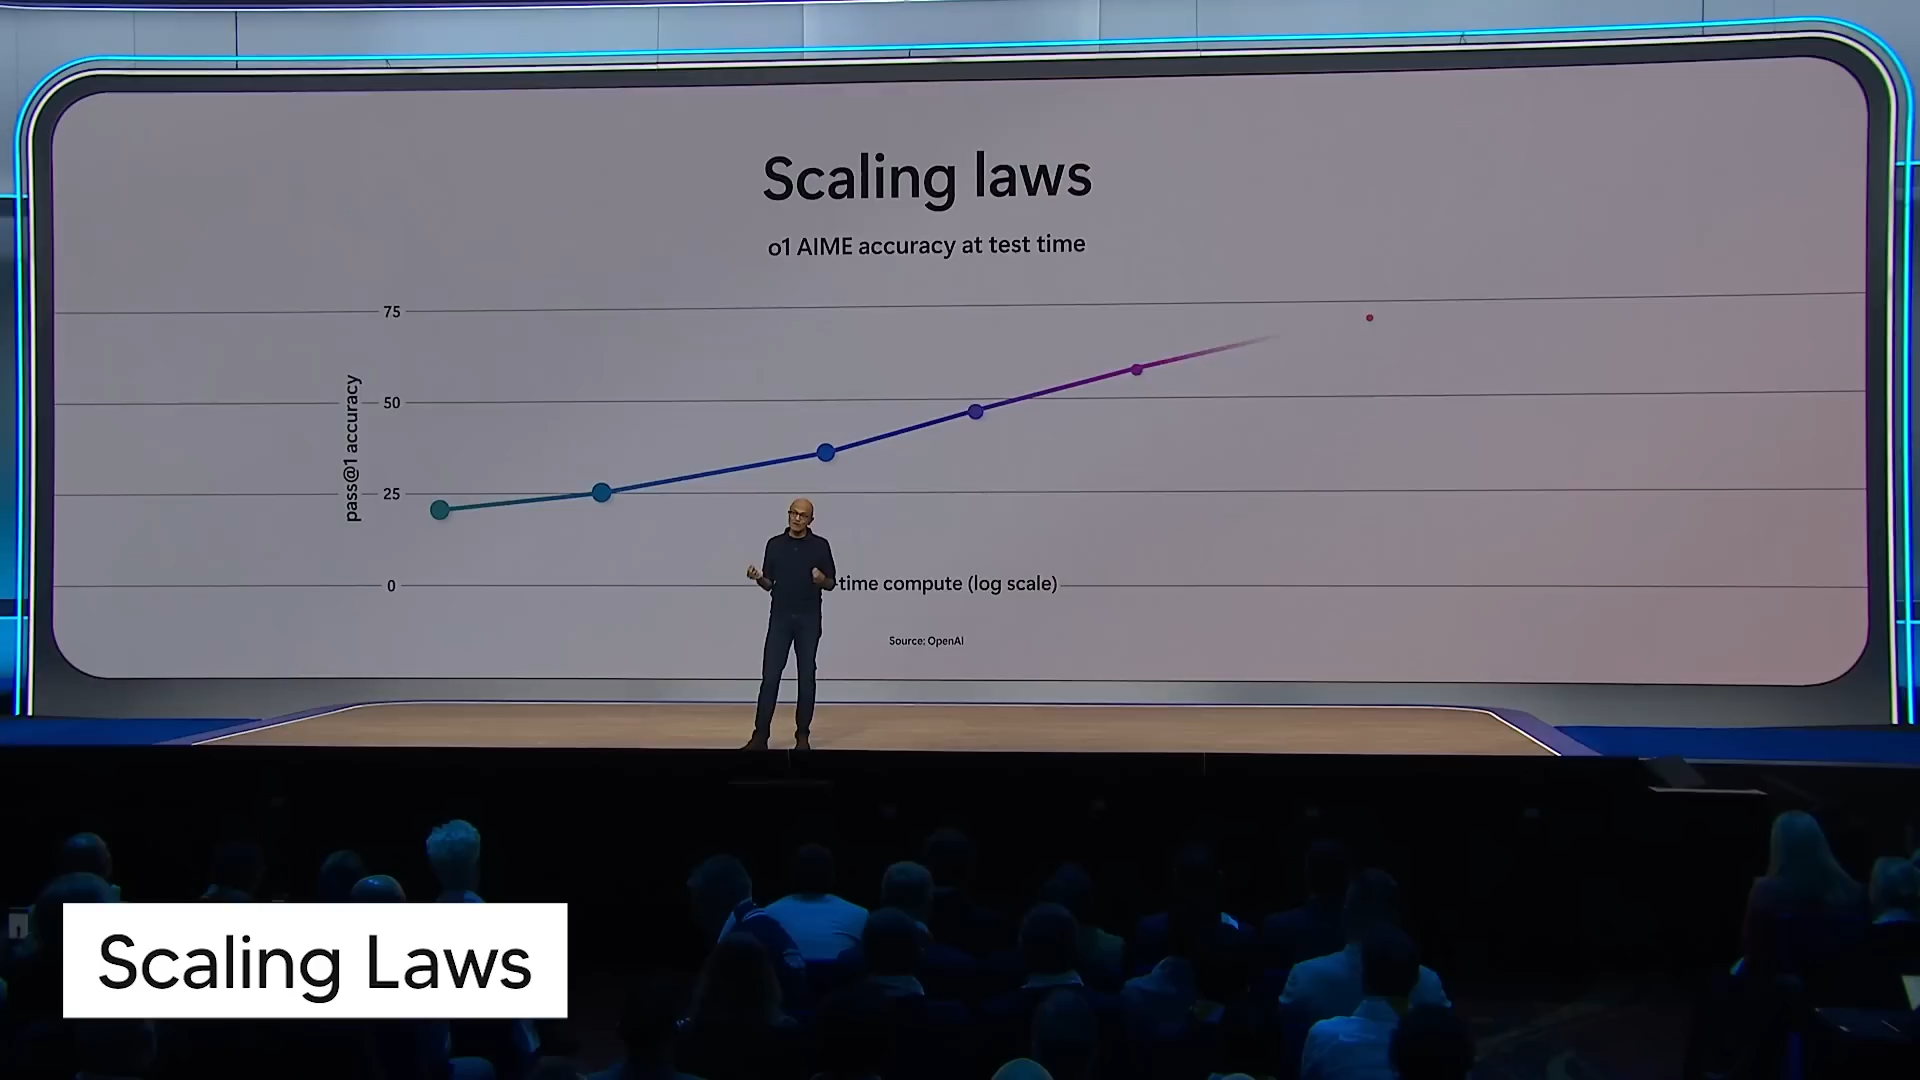 Scaling laws
o1 AIME accuracy at test time
75
50
25
0
pass@1 accuracy
-time compute (log scale)
Source: OpenAI
Scaling Laws